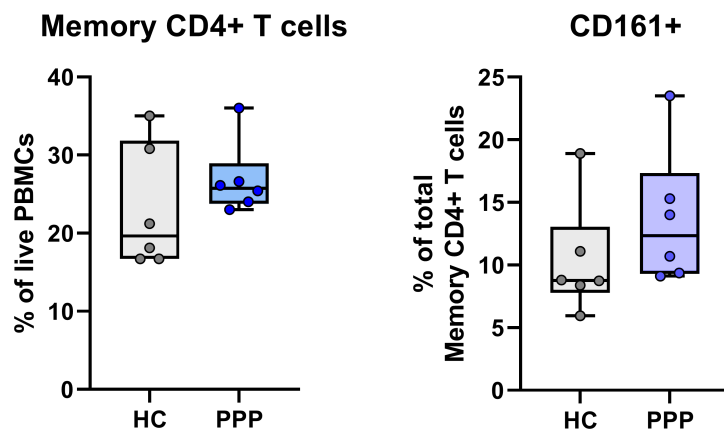 Memory CD4+ T cells
% of live PBMCs
40
30
20
10
0
HC PPP
CD161+
% of total
Memory CD4+ T cells
25
20
15
10
5
0
HC PPP